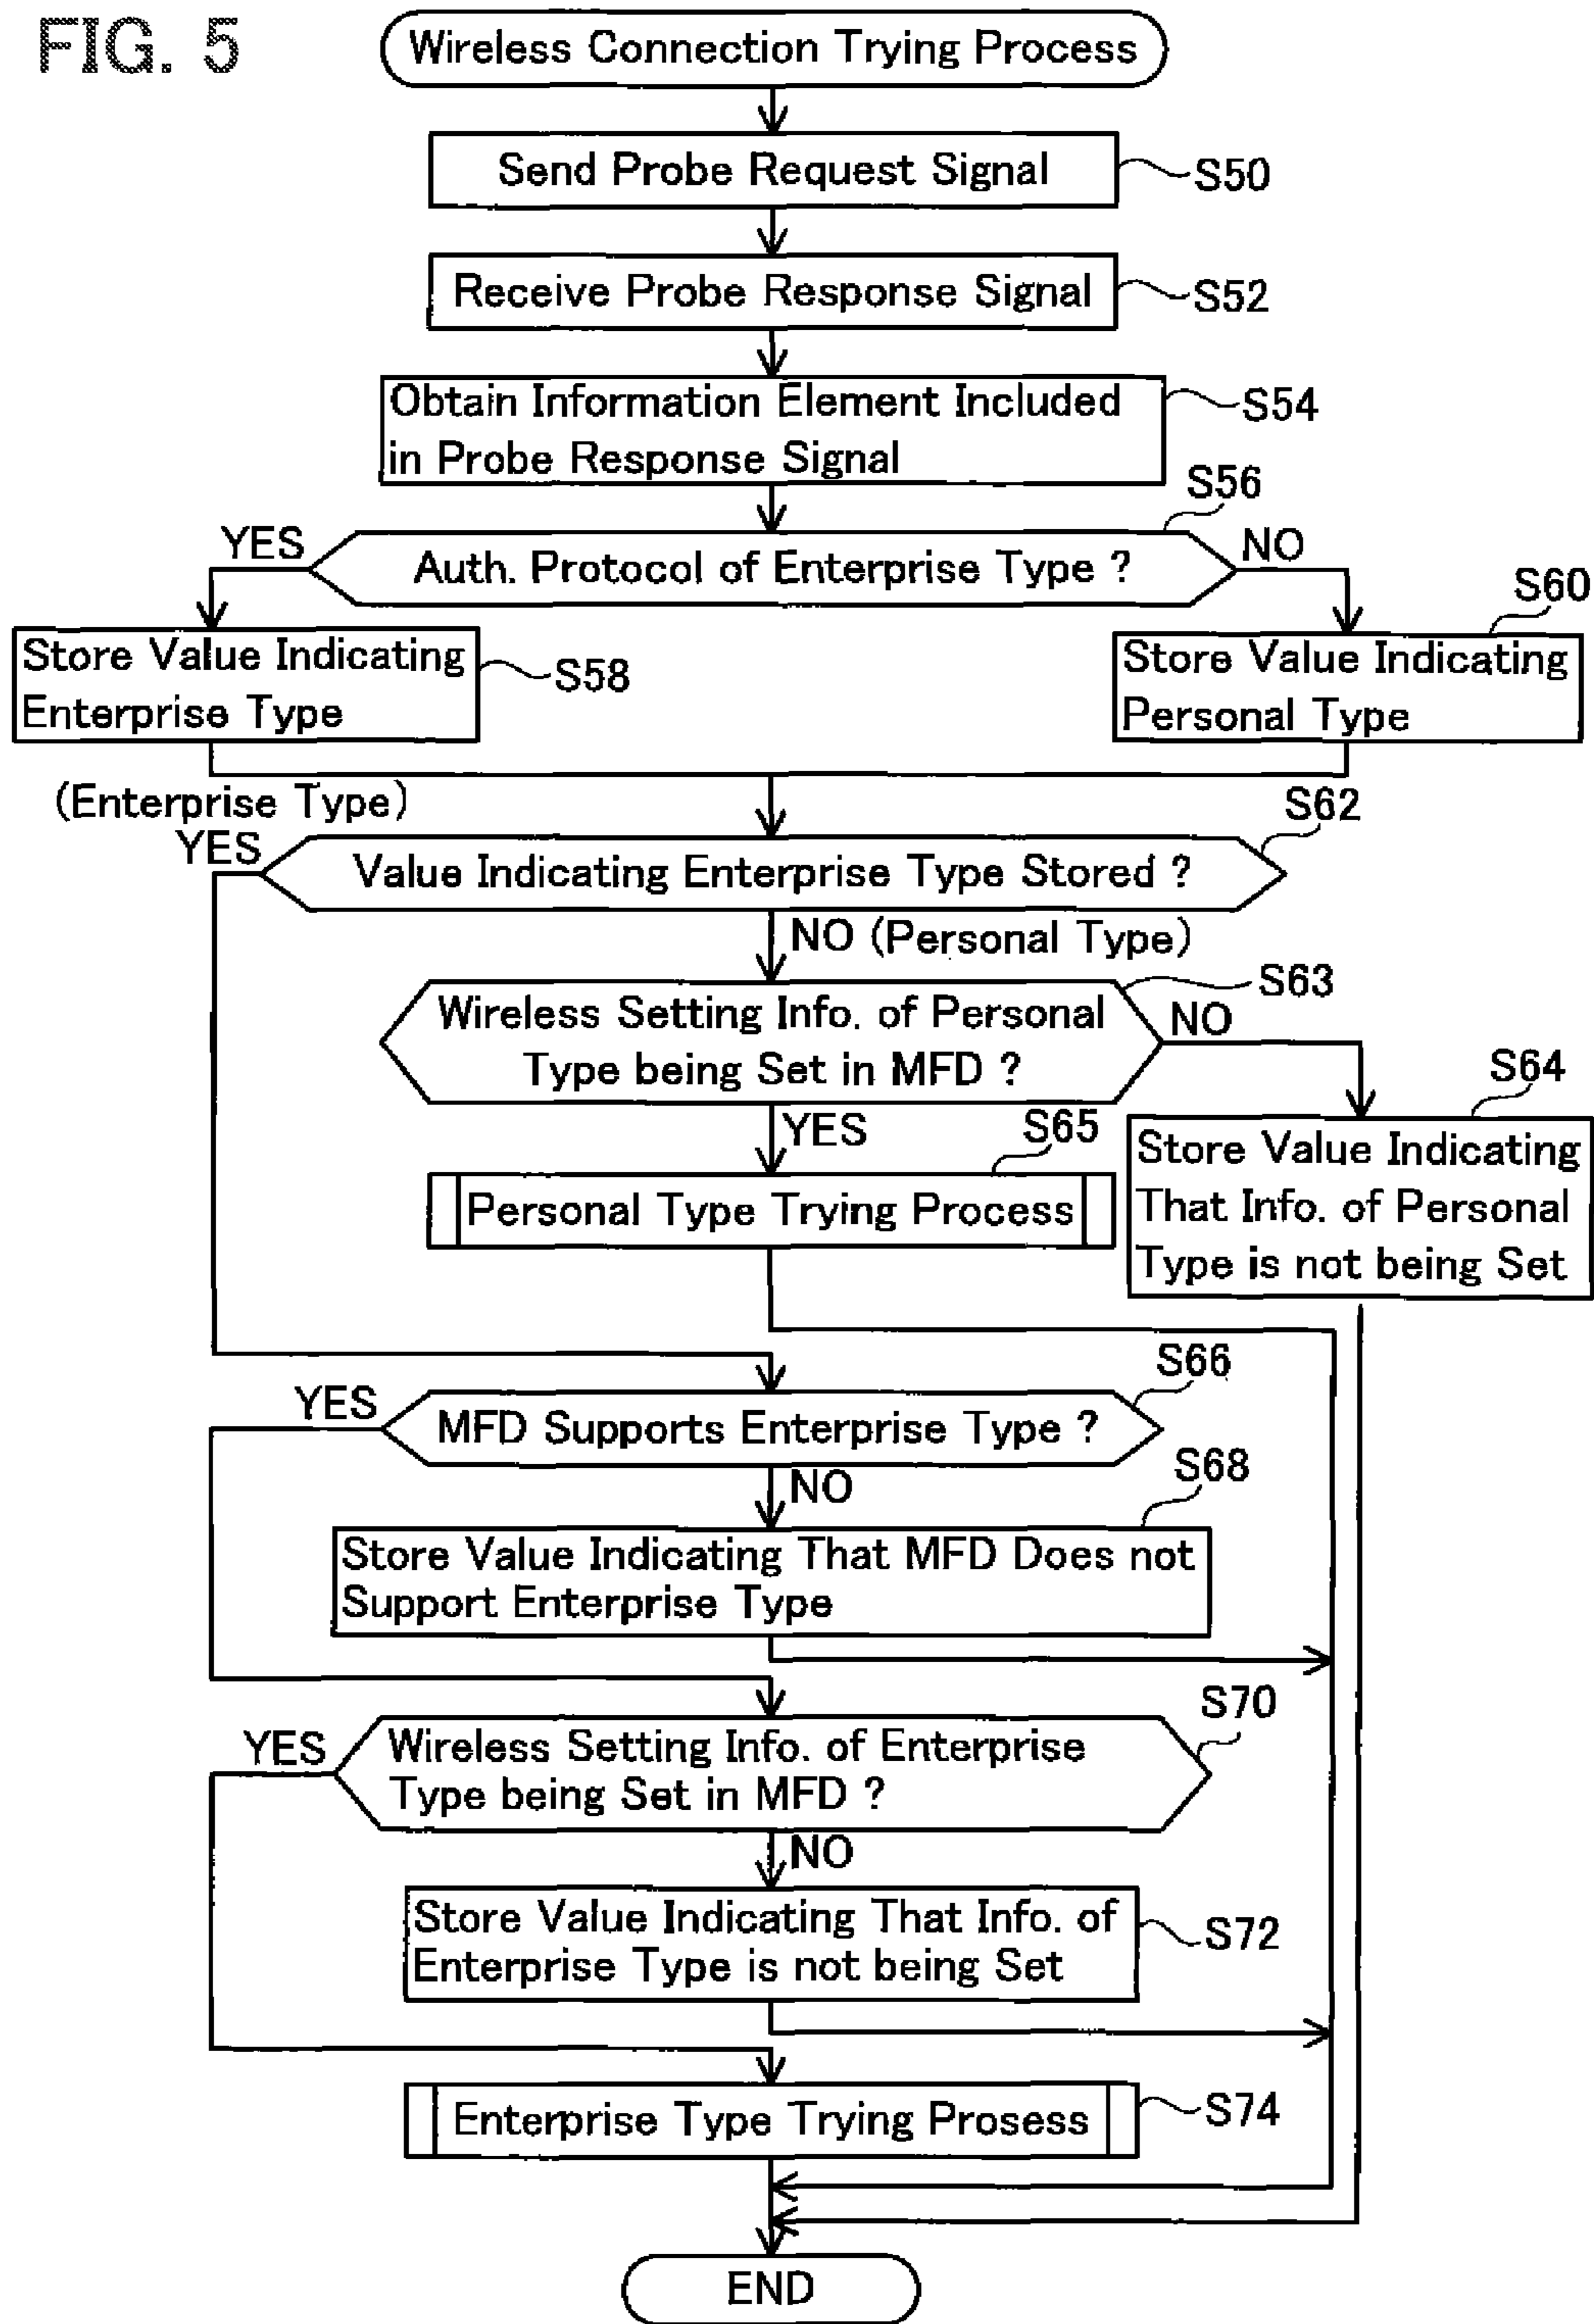 FIG. 5
Wireless Connection Trying Process
Send Probe Request Signal
S50
Receive Probe Response Signal
S52
Obtain Information Element Included
in Probe Response Signal
S54
S56
YES
Auth. Protocol of Enterprise Type ?
NO
S60
Store Value Indicating
Enterprise Type
S58
Store Value Indicating
Personal Type
(Enterprise Type)
S62
YES
Value Indicating Enterprise Type Stored ?
NO (Personal Type)
S63
Wireless Setting Info. of Personal
Type being Set in MFD ?
NO
S64
YES
S65
Personal Type Trying Process
Store Value Indicating
That Info. of Personal
Type is not being Set
S66
YES
MFD Supports Enterprise Type ?
S68
NO
Store Value Indicating That MFD Does not
Support Enterprise Type
S70
YES
Wireless Setting Info. of Enterprise
Type being Set in MFD ?
NO
Store Value Indicating That Info. of
Enterprise Type is not being Set
S72
Enterprise Type Trying Prosess
S74
END